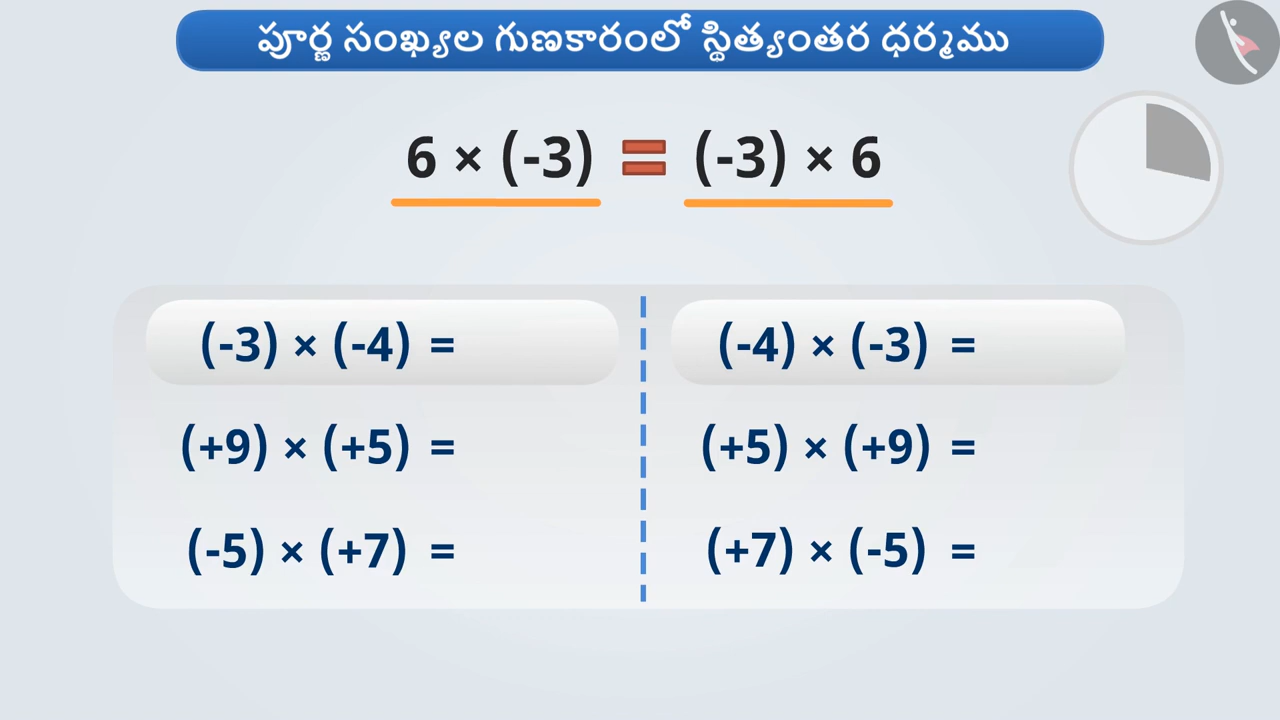 పూర్ణ సంఖ్యల గుణకారంలో స్థిత్యంతర ధర్మము
6 × (-3) = (-3) × 6
(-3) × (-4) = (-4) × (-3) =
(+9) × (+5) = (+5) × (+9) =
(-5) × (+7) = (+7) × (-5) =